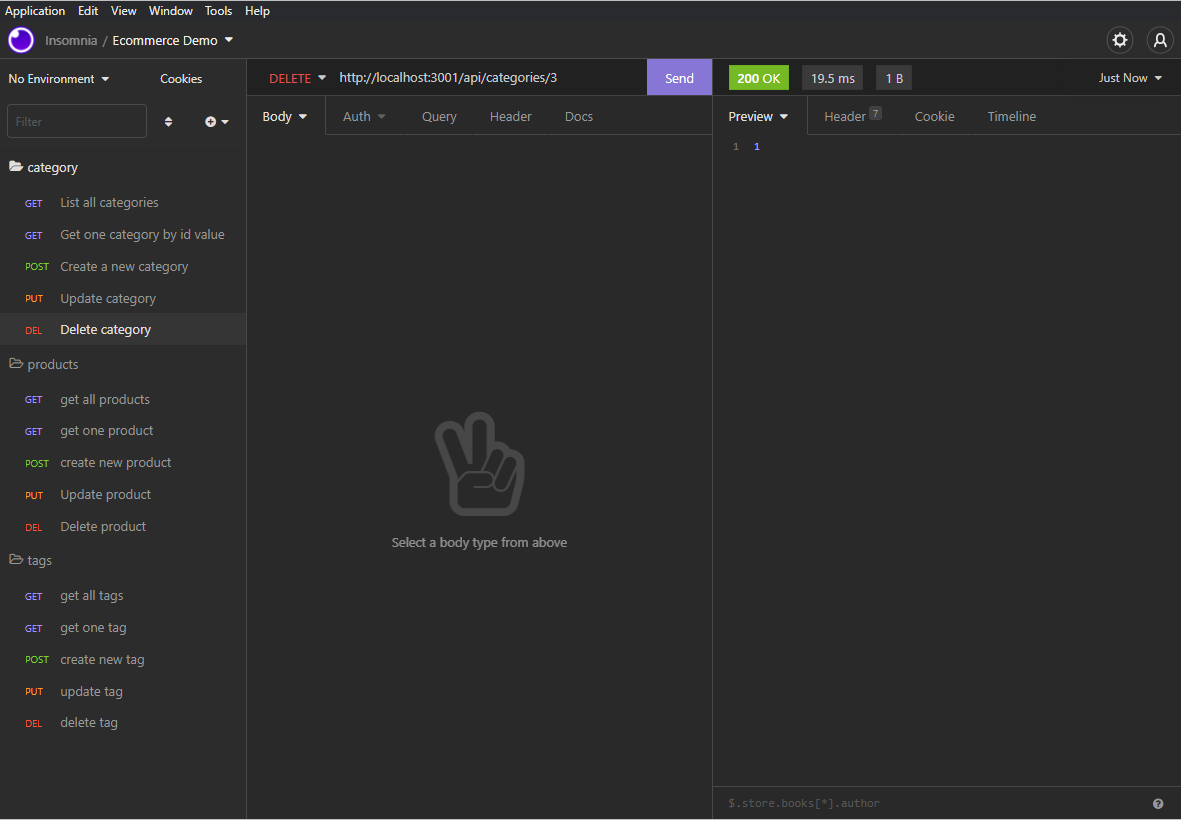 Application Edit View Window Tools Help
Insomnia / Ecommerce Demo
No Environment Cookies
DELETE http://localhost:3001/api/categories/3 Send
200 OK 19.5 ms 1 B Just Now
Filter
Body Auth Query Header Docs
Preview Header 7 Cookie Timeline
1 1
category
GET List all categories
GET Get one category by id value
POST Create a new category
PUT Update category
DEL Delete category
products
GET get all products
GET get one product
POST create new product
PUT Update product
DEL Delete product
tags
GET get all tags
GET get one tag
POST create new tag
PUT update tag
DEL delete tag
Select a body type from above
$.store.books[*].author